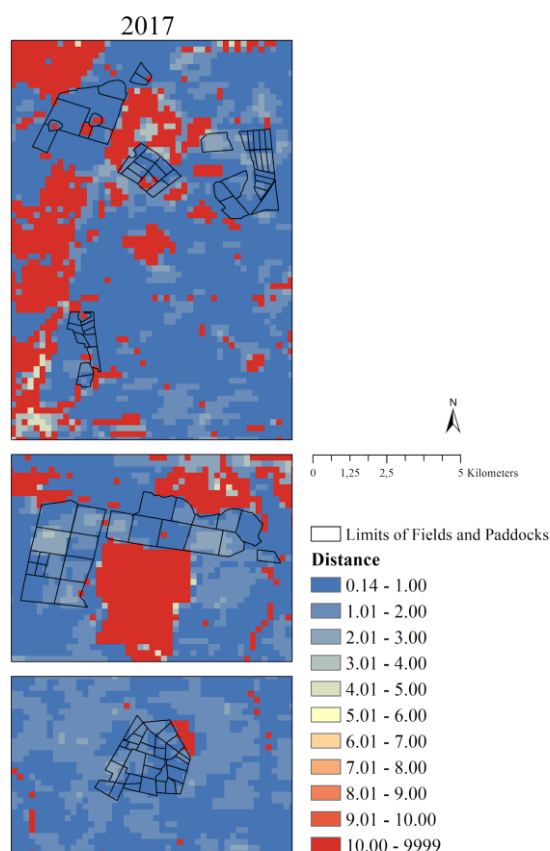 2017
N
0 1,25 2,5 5 Kilometers
Limits of Fields and Paddocks
Distance
0.14 - 1.00
1.01 - 2.00
2.01 - 3.00
3.01 - 4.00
4.01 - 5.00
5.01 - 6.00
6.01 - 7.00
7.01 - 8.00
8.01 - 9.00
9.01 - 10.00
10.00 - 9999